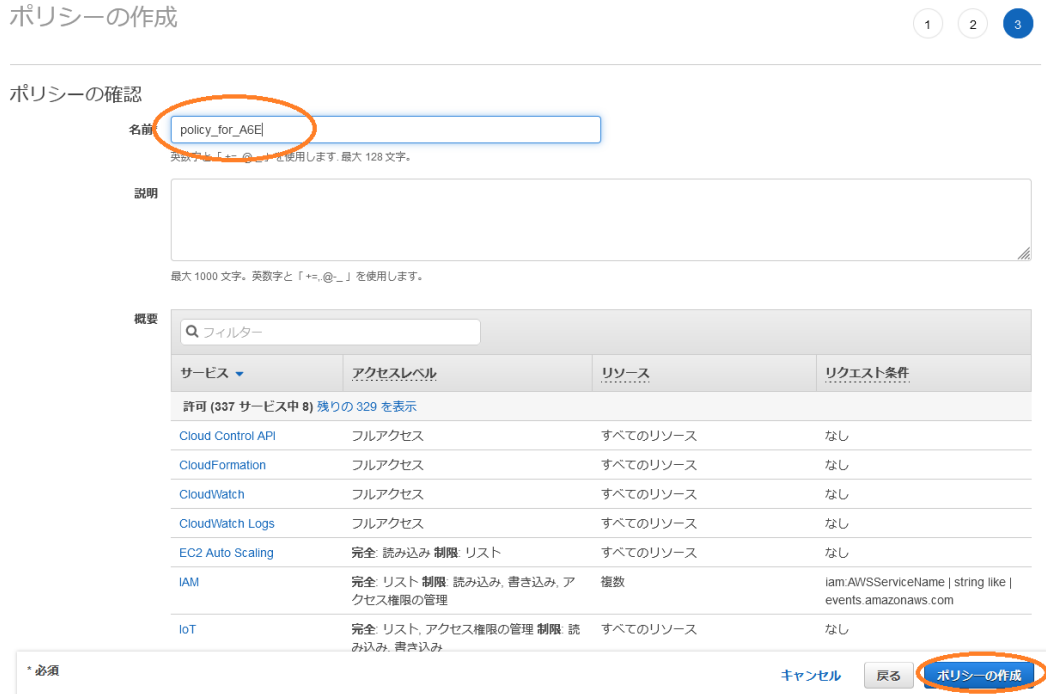 ポリシーの作成
1 2 3
ポリシーの確認
名前* policy_for_A6E
英数字と「 +=,.@-_ 」を使用します. 最大 128 文字。
説明
最大 1000 文字。英数字と「 +=,.@-_ 」を使用します。
概要 フィルター
サービス アクセスレベル リソース リクエスト条件
許可 (337 サービス中 8) 残りの 329 を表示
Cloud Control API フルアクセス すべてのリソース なし
CloudFormation フルアクセス すべてのリソース なし
CloudWatch フルアクセス すべてのリソース なし
CloudWatch Logs フルアクセス すべてのリソース なし
EC2 Auto Scaling 完全: 読み込み 制限: リスト すべてのリソース なし
IAM 完全: リスト 制限: 読み込み, 書き込み, ア 複数 iam:AWSServiceName | string like |
クセス権限の管理 events.amazonaws.com
IoT 完全: リスト, アクセス権限の管理 制限: 読 すべてのリソース なし
み込み, 書き込み
* 必須 キャンセル 戻る ポリシーの作成